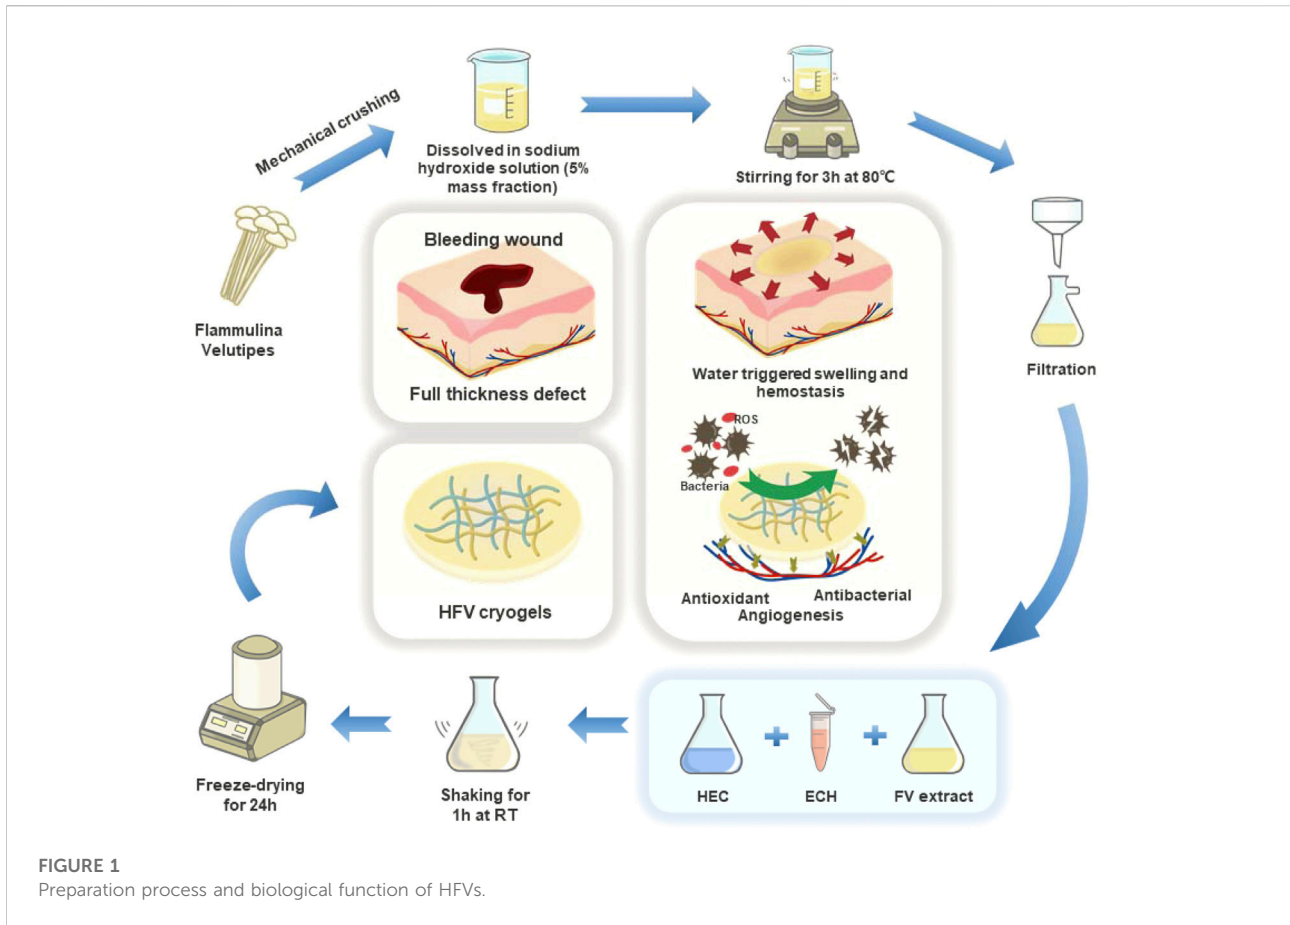 Mechanical crushing
Dissolved in sodium
hydroxide solution (5%
mass fraction)
Stirring for 3h at 80℃
Flammulina
Velutipes
Bleeding wound
Full thickness defect
Water triggered swelling and
hemostasis
Filtration
ROS
Bacteria
Antioxidant
Antibacterial
Angiogenesis
HFV cryogels
HEC
+
ECH
+
FV extract
Shaking for
1h at RT
Freeze-drying
for 24h
FIGURE 1
Preparation process and biological function of HFVs.